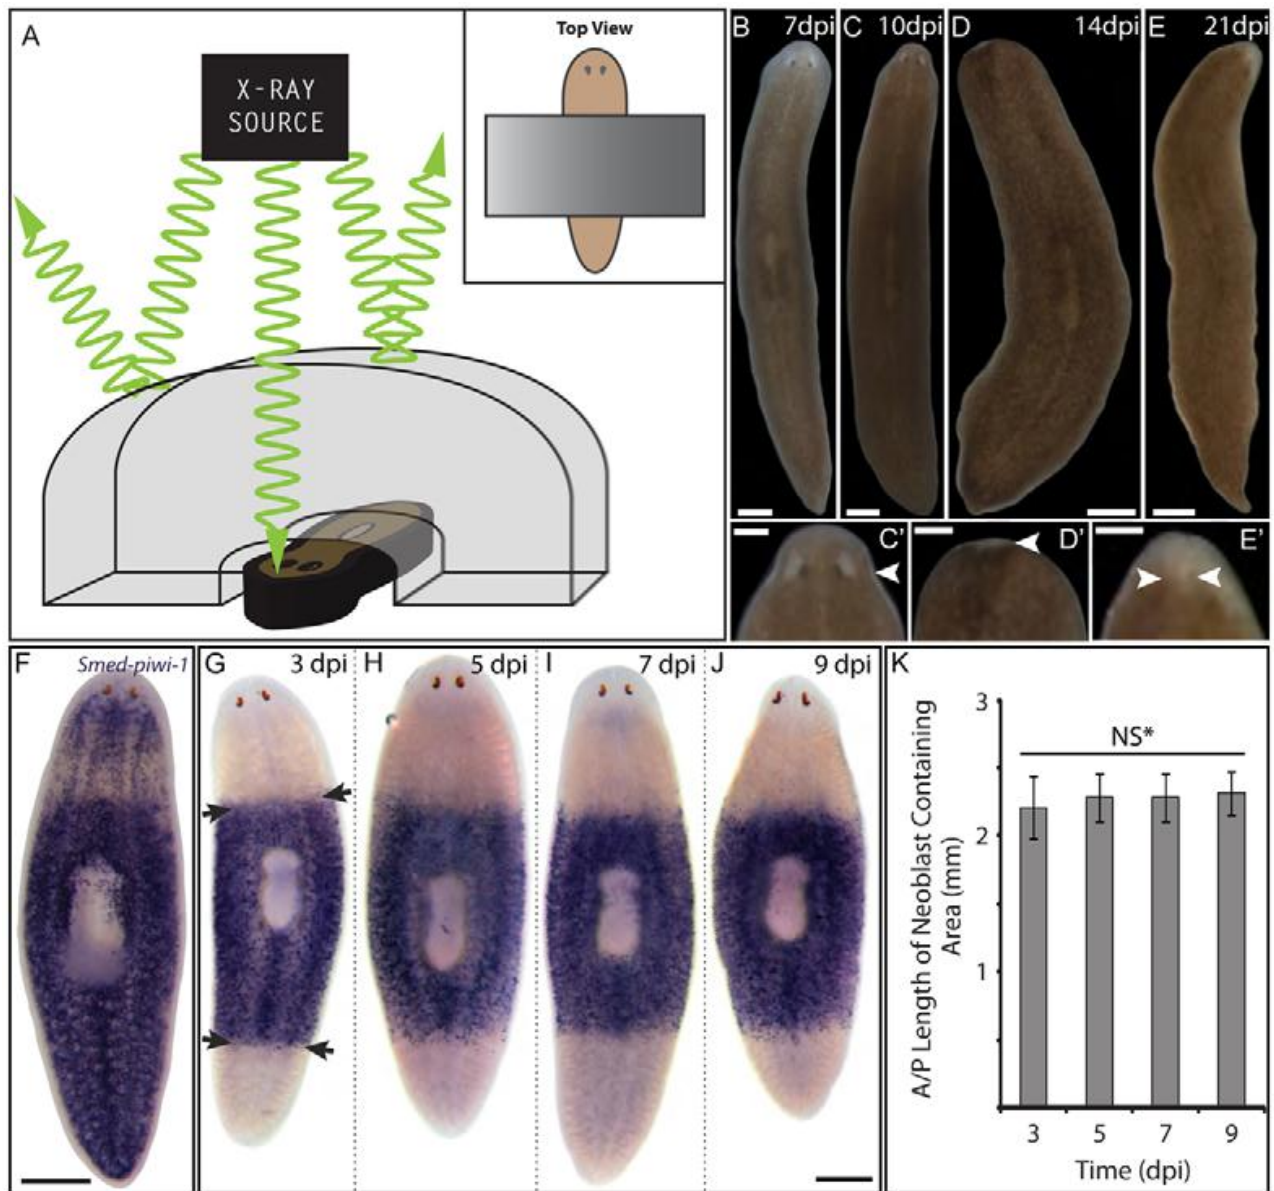 A
X-RAY
SOURCE
Top View
B 7dpi
C 10dpi
D 14dpi
E 21dpi
C'
D'
E'
F Smed-piwi-1
G 3 dpi
H 5 dpi
I 7 dpi
J 9 dpi
K
A/P Length of Neoblast Containing
Area (mm)
3
2
1
NS*
3 5 7 9
Time (dpi)